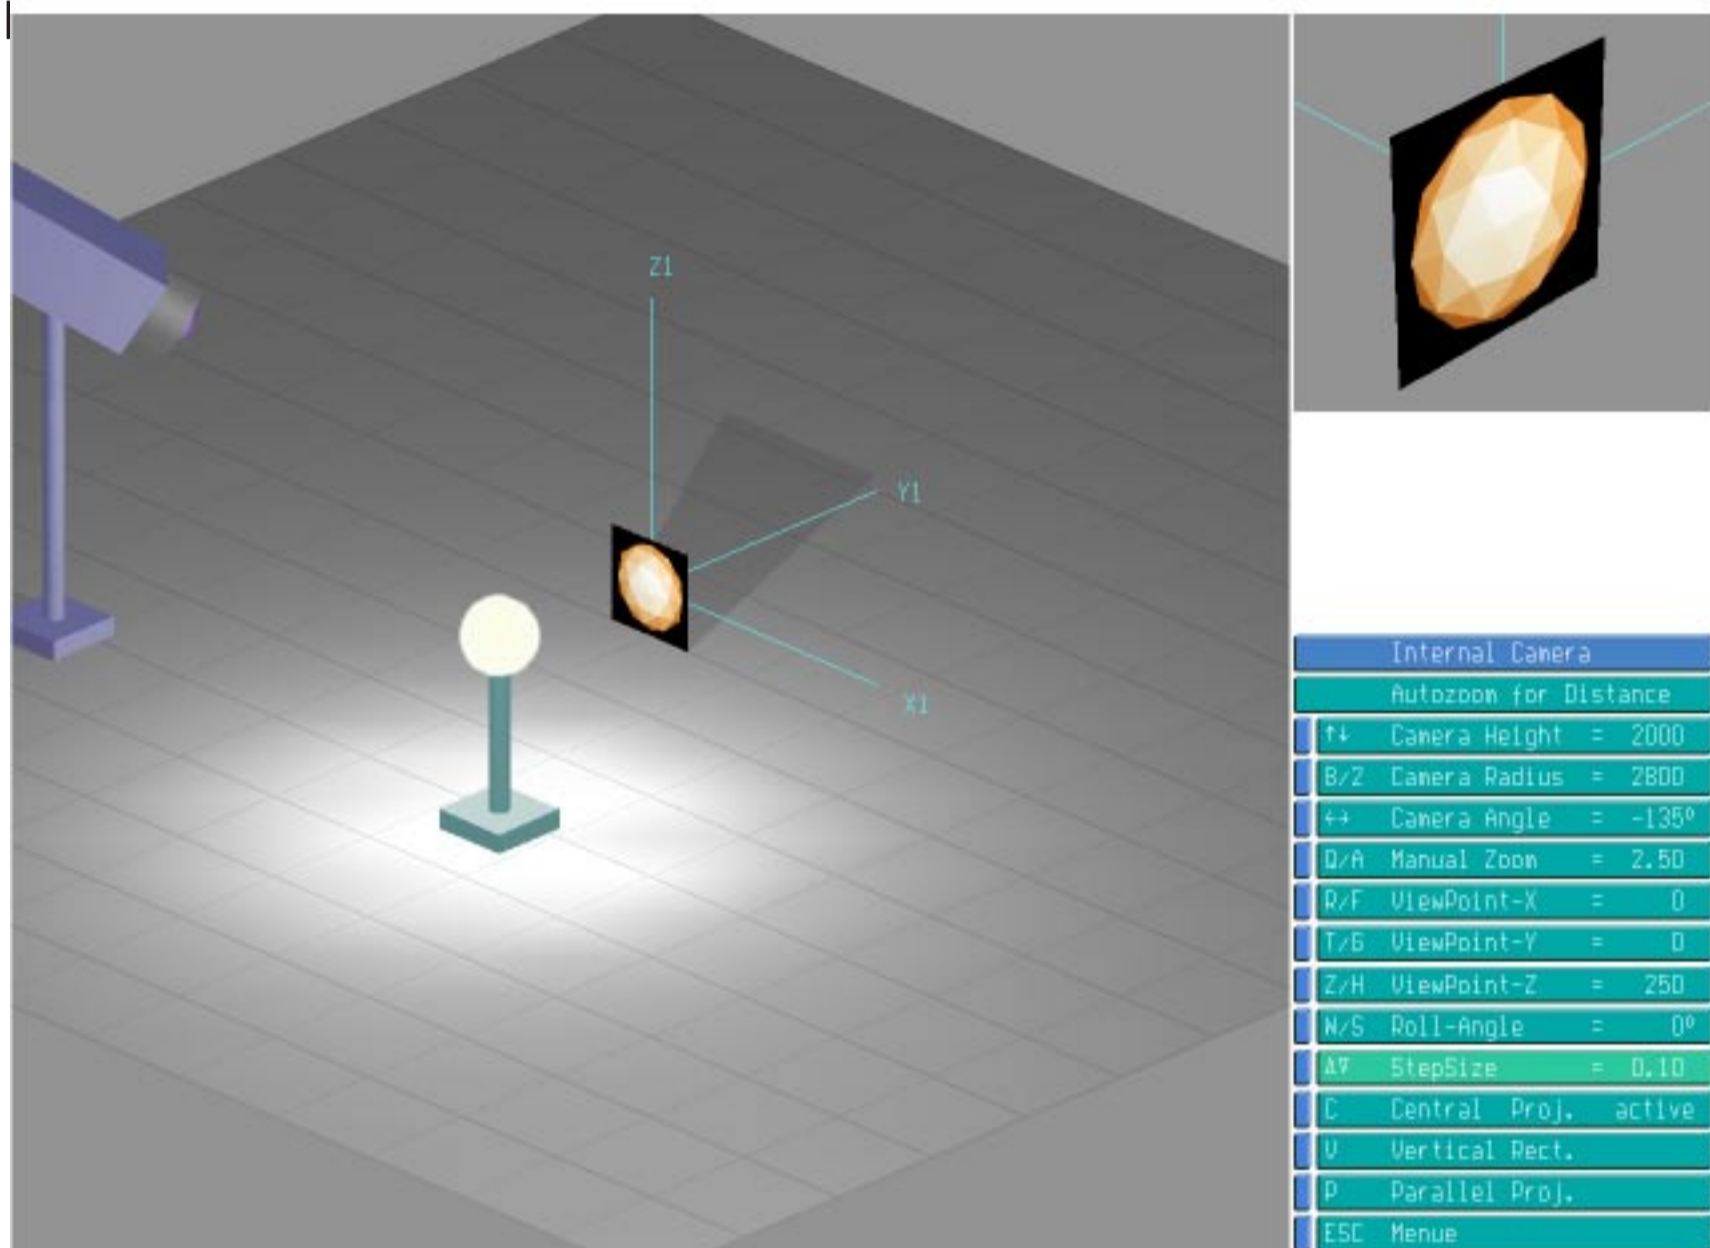 Z1
Y1
X1
Internal Camera
Autozoom for Distance
↑↓ Camera Height = 2000
B/Z Camera Radius = 2800
←→ Camera Angle = -135°
Q/A Manual Zoom = 2.50
R/F ViewPoint-X = 0
T/G ViewPoint-Y = 0
Z/H ViewPoint-Z = 250
W/S Roll-Angle = 0°
∆∇ StepSize = 0.10
C Central Proj. active
V Vertical Rect.
P Parallel Proj.
ESC Menue